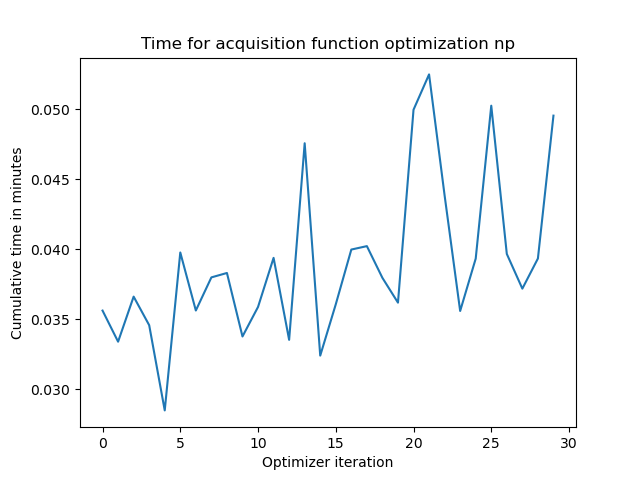 Time for acquisition function optimization np
Cumulative time in minutes
0.050
0.045
0.040
0.035
0.030
0 5 10 15 20 25 30
Optimizer iteration